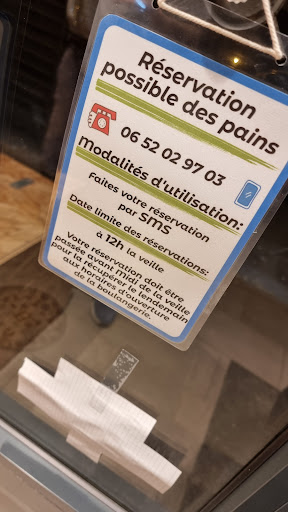 Réservation
possible des pains
06 52 02 97 03
Modalités d'utilisation:
Faites votre réservation
par SMS
Date limite des réservations:
à 12h la veille
Votre réservation doit être
passée avant midi de la veille
pour la récupérer le lendemain
aux horaires d'ouverture
de la boulangerie.